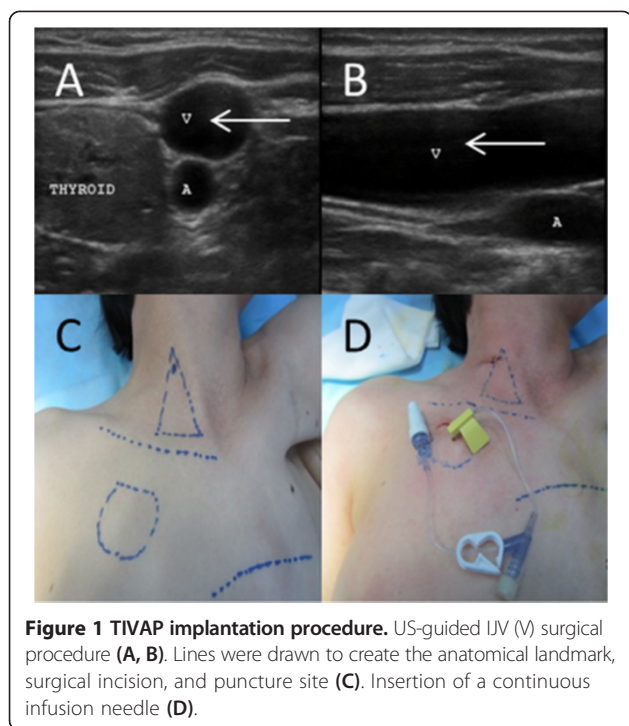 A
V
THYROID
A
B
V
A
C
D
Figure 1 TIVAP implantation procedure. US-guided IJV (V) surgical
procedure (A, B). Lines were drawn to create the anatomical landmark,
surgical incision, and puncture site (C). Insertion of a continuous
infusion needle (D).